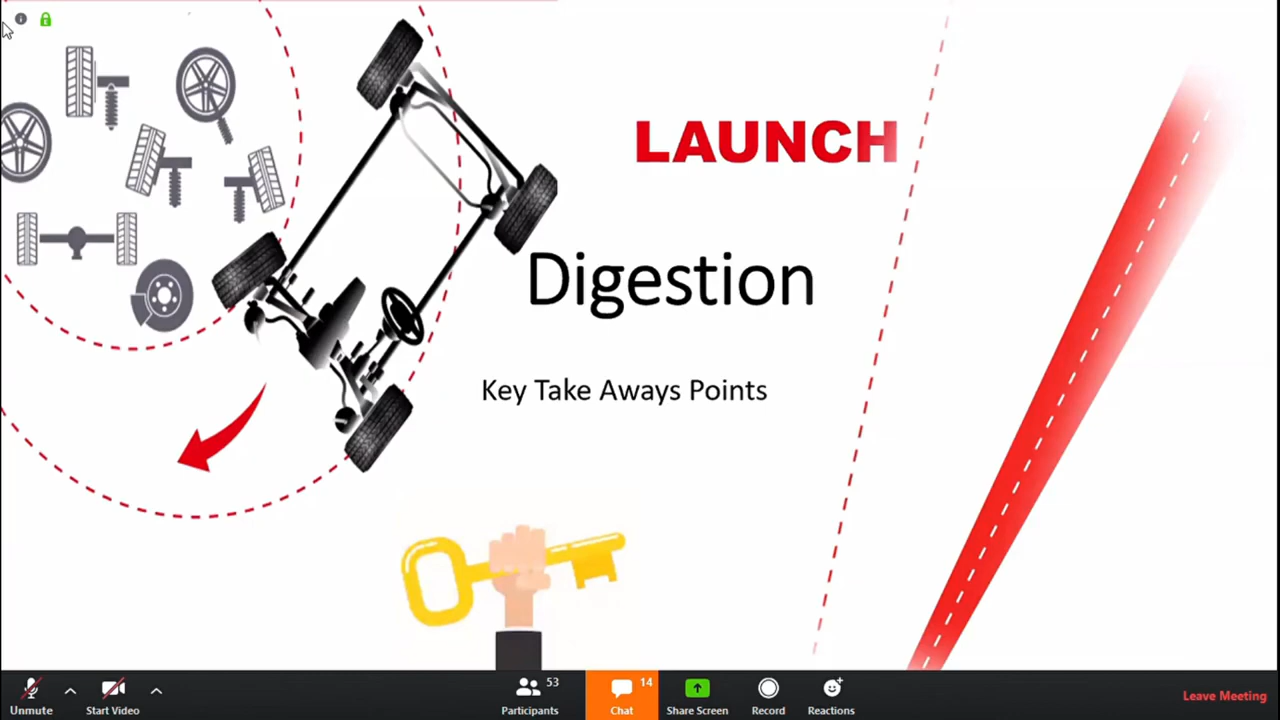 LAUNCH
Digestion
Key Take Aways Points
53
14
Unmute
Start Video
Participants
Chat
Share Screen
Record
Reactions
Leave Meeting